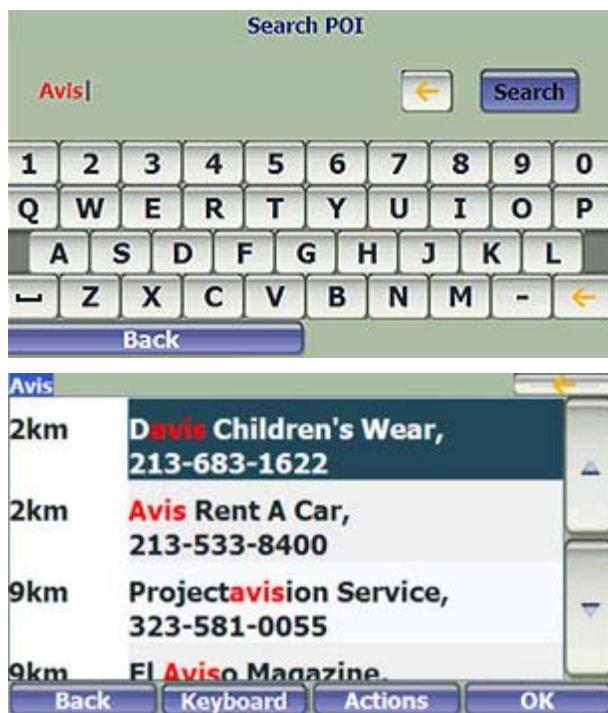 Search POI
Avis
Search
1 2 3 4 5 6 7 8 9 0
Q W E R T Y U I O P
A S D F G H J K L
Z X C V B N M -
Back
Avis
2km Davis Children's Wear,
213-683-1622
2km Avis Rent A Car,
213-533-8400
9km Projectavision Service,
323-581-0055
9km El Aviso Magazine,
Back Keyboard Actions OK